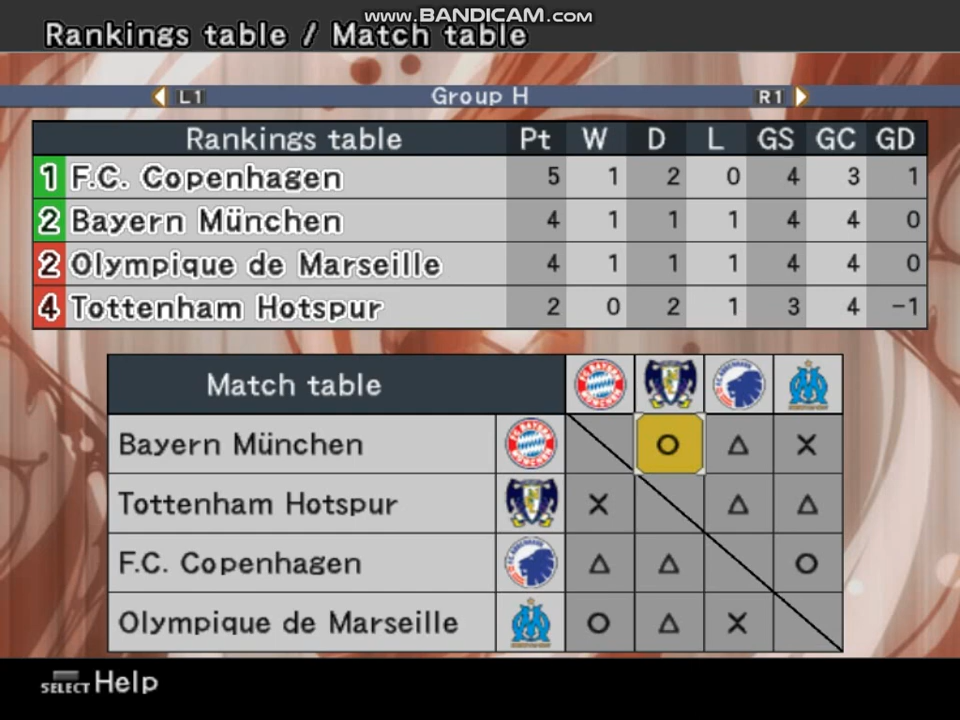 www.BANDICAM.com
Rankings table / Match table
L1 Group H R1
Rankings table Pt W D L GS GC GD
1 F.C. Copenhagen 5 1 2 0 4 3 1
2 Bayern München 4 1 1 1 4 4 0
2 Olympique de Marseille 4 1 1 1 4 4 0
4 Tottenham Hotspur 2 0 2 1 3 4 -1
Match table
Bayern München ○ △ ×
Tottenham Hotspur × △ △
F.C. Copenhagen △ △ ○
Olympique de Marseille ○ △ ×
SELECT Help